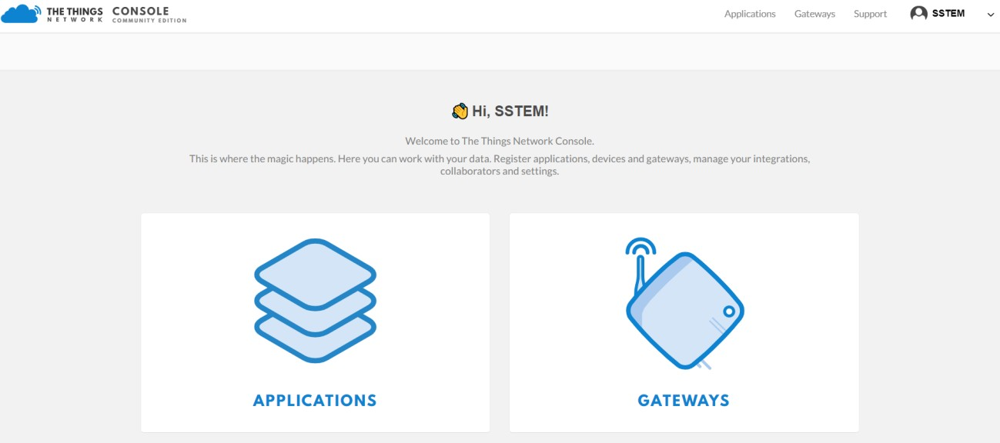 THE THINGS
NETWORK
CONSOLE
COMMUNITY EDITION
Applications
Gateways
Support
SSTEM
Hi, SSTEM!
Welcome to The Things Network Console.
This is where the magic happens. Here you can work with your data. Register applications, devices and gateways, manage your integrations,
collaborators and settings.
APPLICATIONS
GATEWAYS